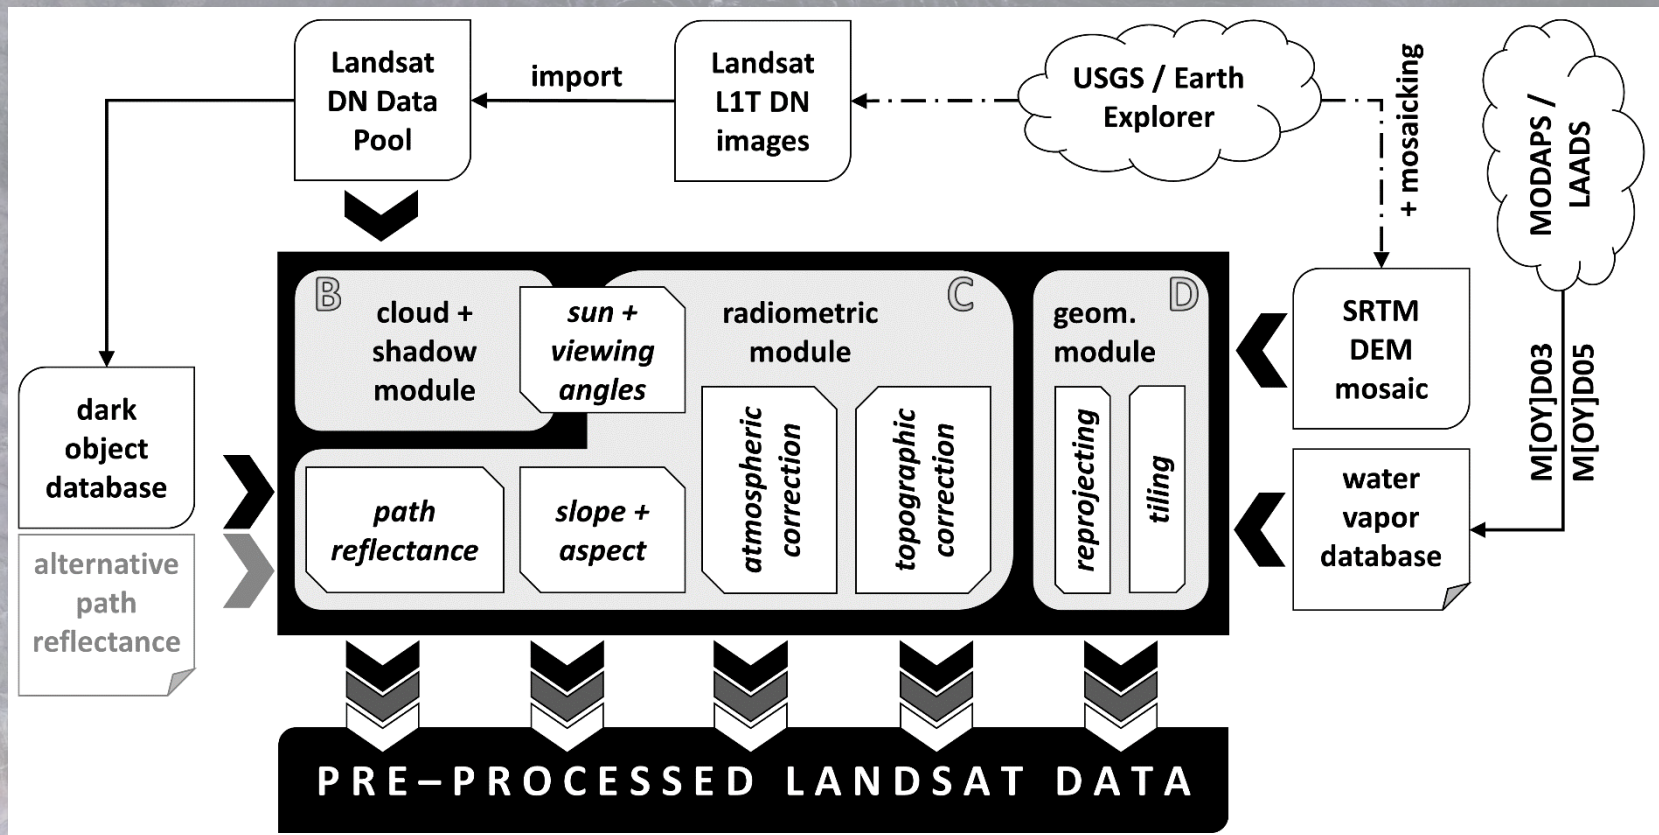 Landsat
DN Data
Pool
import
Landsat
L1T DN
images
USGS / Earth
Explorer
+ mosaicking
MODAPS /
LAADS
B
cloud +
shadow
module
sun +
viewing
angles
C
radiometric
module
D
geom.
module
SRTM
DEM
mosaic
M[OY]D03
M[OY]D05
dark
object
database
path
reflectance
slope +
aspect
atmospheric
correction
topographic
correction
reprojecting
tiling
water
vapor
database
alternative
path
reflectance
PRE–PROCESSED LANDSAT DATA